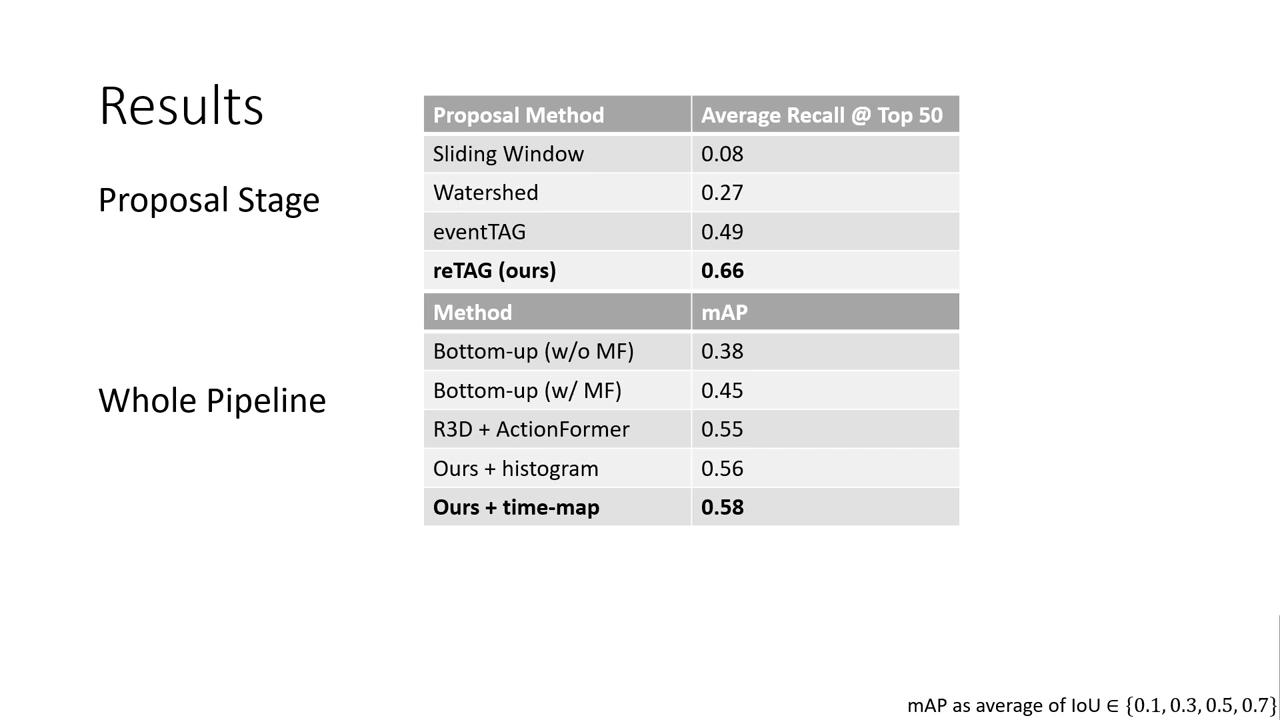 Results
Proposal Stage
Proposal Method Average Recall @ Top 50
Sliding Window 0.08
Watershed 0.27
eventTAG 0.49
reTAG (ours) 0.66
Whole Pipeline
Method mAP
Bottom-up (w/o MF) 0.38
Bottom-up (w/ MF) 0.45
R3D + ActionFormer 0.55
Ours + histogram 0.56
Ours + time-map 0.58
mAP as average of IoU ∈ {0.1, 0.3, 0.5, 0.7}